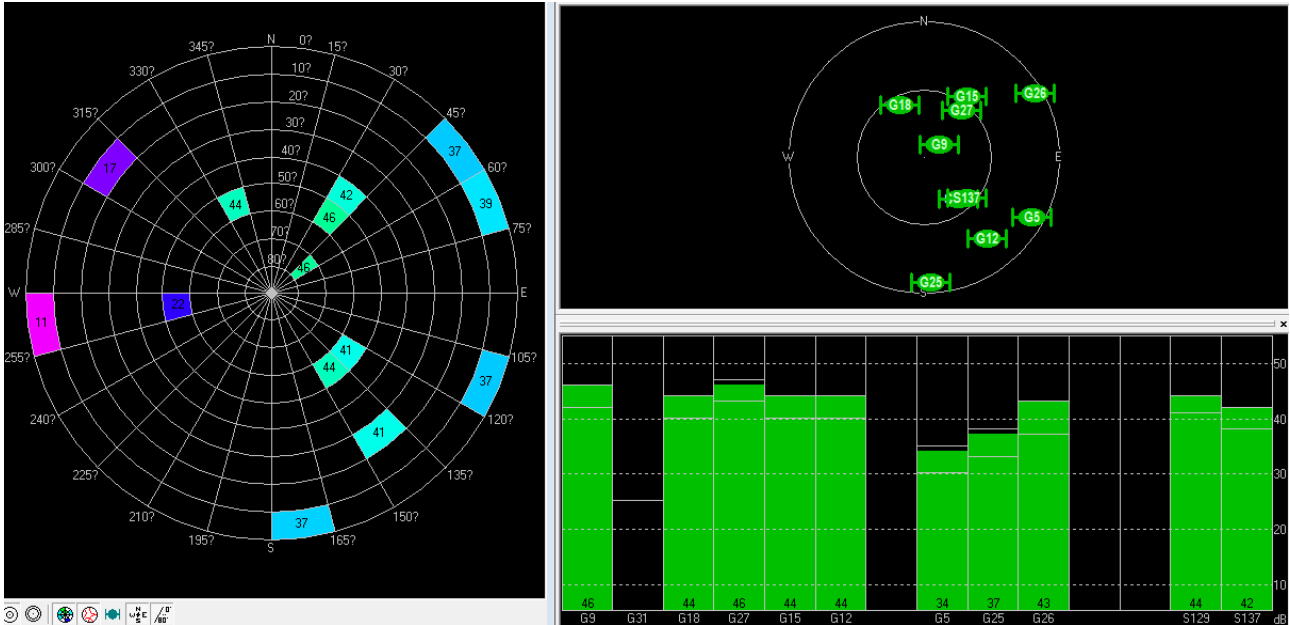 N 0?
345? 15?
330? 10? 30?
315? 20? 45?
30?
300? 17 40? 37 60?
50? 42
44 60? 46 39
285? 70? 75?
80? 46
W 22 E
11
255? 41 105?
44 37
240? 41 120?
225? 135?
210? 37 150?
195? S 165?
N
G18 G15 G26
G27
G9
W E
S137
G5
G12
G25
S
x
50
40
30
20
10
46 44 46 44 44 34 37 43 44 42
G9 G31 G18 G27 G15 G12 G5 G25 G26 S129 S137 dB